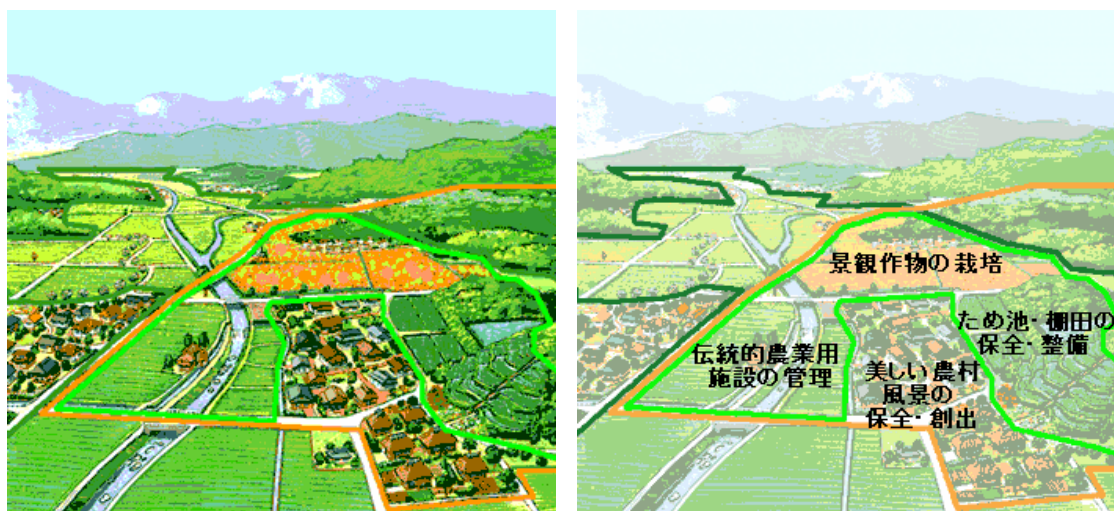 景観作物の栽培
ため池・棚田の
保全・整備
伝統的農業用
施設の管理
美しい農村
風景の
保全・創出